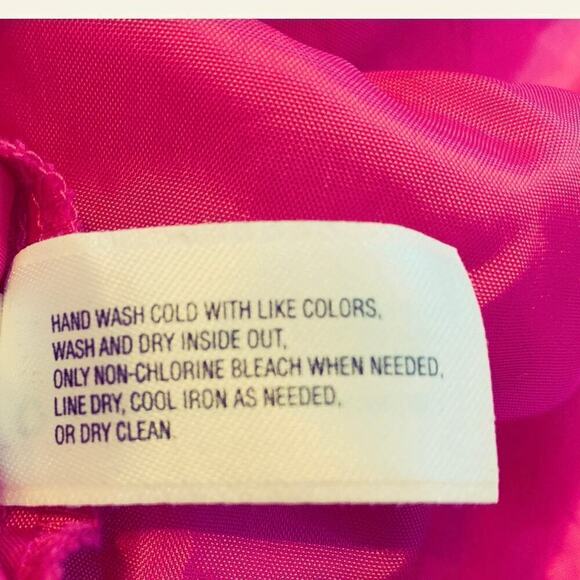 HAND WASH COLD WITH LIKE COLORS,
WASH AND DRY INSIDE OUT,
ONLY NON-CHLORINE BLEACH WHEN NEEDED,
LINE DRY, COOL IRON AS NEEDED,
OR DRY CLEAN